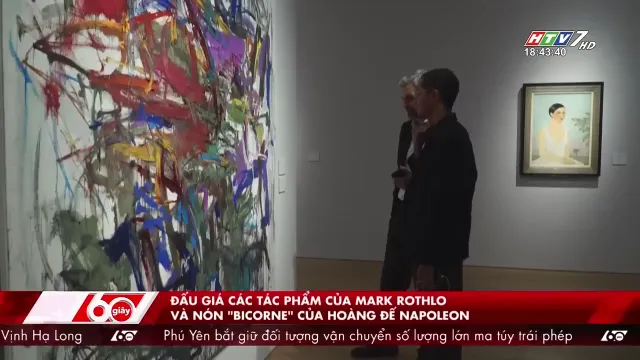 HTV7 HD
18:43:40
60 giây
ĐẤU GIÁ CÁC TÁC PHẨM CỦA MARK ROTHLO
VÀ NÓN "BICORNE" CỦA HOÀNG ĐẾ NAPOLEON
Vịnh Hạ Long 60 Phú Yên bắt giữ đối tượng vận chuyển số lượng lớn ma túy trái phép 60